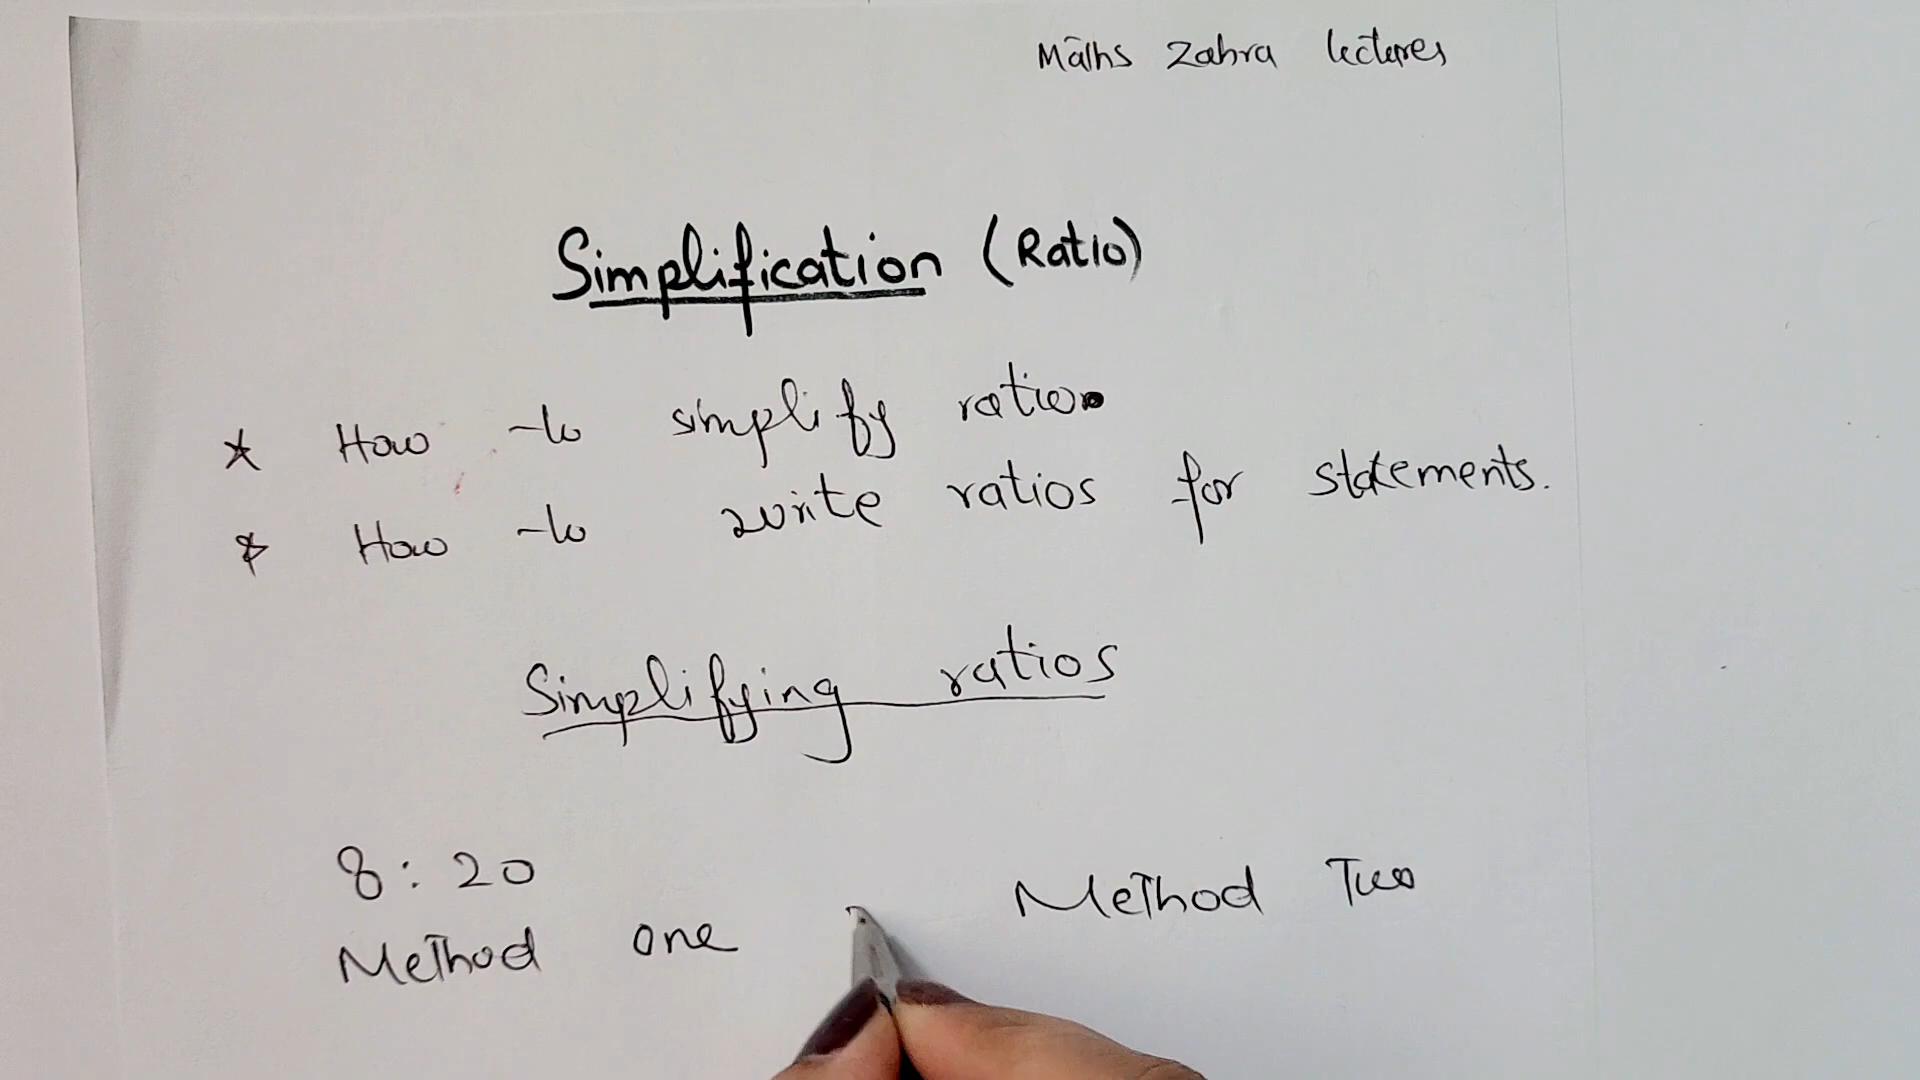 Maths Zahra lectures
Simplification (Ratio)
* How to simplify ratio.
* How to write ratios for statements.
Simplifying ratios
8 : 20
Method one
Method Two